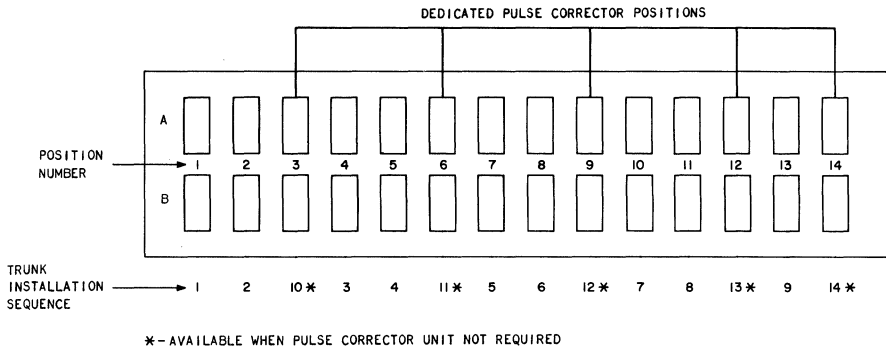 DEDICATED PULSE CORRECTOR POSITIONS
A
POSITION
NUMBER
1 2 3 4 5 6 7 8 9 10 11 12 13 14
B
TRUNK
INSTALLATION
SEQUENCE
1 2 10* 3 4 11* 5 6 12* 7 8 13* 9 14*
*-AVAILABLE WHEN PULSE CORRECTOR UNIT NOT REQUIRED